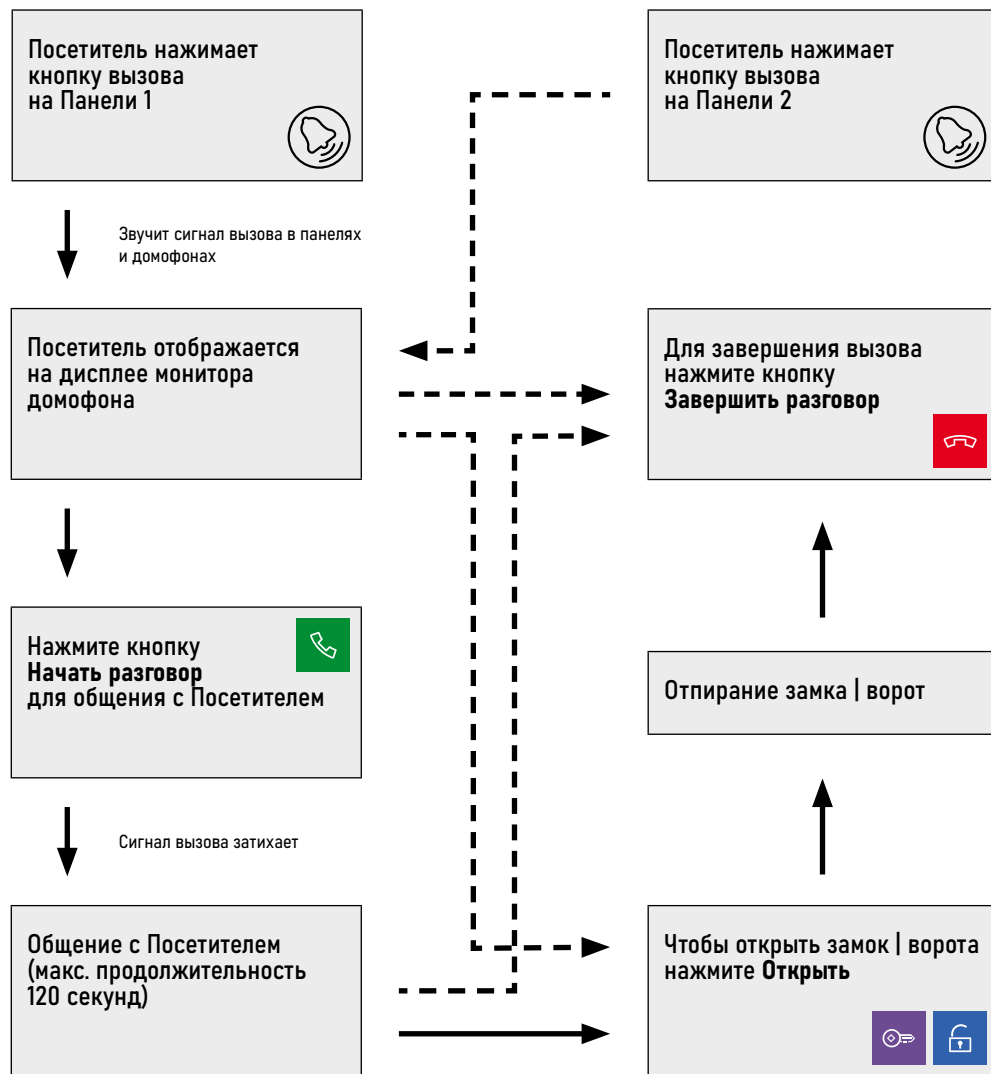 Посетитель нажимает
кнопку вызова
на Панели 1
Посетитель нажимает
кнопку вызова
на Панели 2
Звучит сигнал вызова в панелях
и домофонах
Посетитель отображается
на дисплее монитора
домофона
Для завершения вызова
нажмите кнопку
Завершить разговор
Нажмите кнопку
Начать разговор
для общения с Посетителем
Отпирание замка | ворот
Сигнал вызова затихает
Общение с Посетителем
(макс. продолжительность
120 секунд)
Чтобы открыть замок | ворота
нажмите Открыть